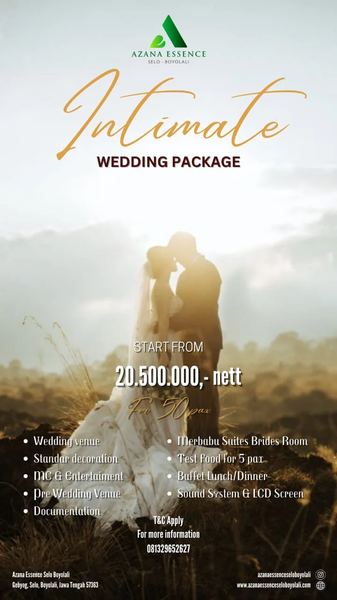 AZANA ESSENCE
SELO - BOYOLALI
Intimate
WEDDING PACKAGE
START FROM
20.500.000,- nett
For 50 pax
• Wedding venue
• Standar decoration
• MC & Entertaiment
• Pre Wedding Venue
• Documentation
• Merbabu Suites Brides Room
• Test Food for 5 pax
• Buffet Lunch/Dinner
• Sound System & LCD Screen
T&C Apply
For more information
081329652627
Azana Essence Selo Boyolali
Gebyog, Selo, Boyolali, Jawa Tengah 57363
azanaessenceseloboyolali
www.azanaessenceseloboyolali.com